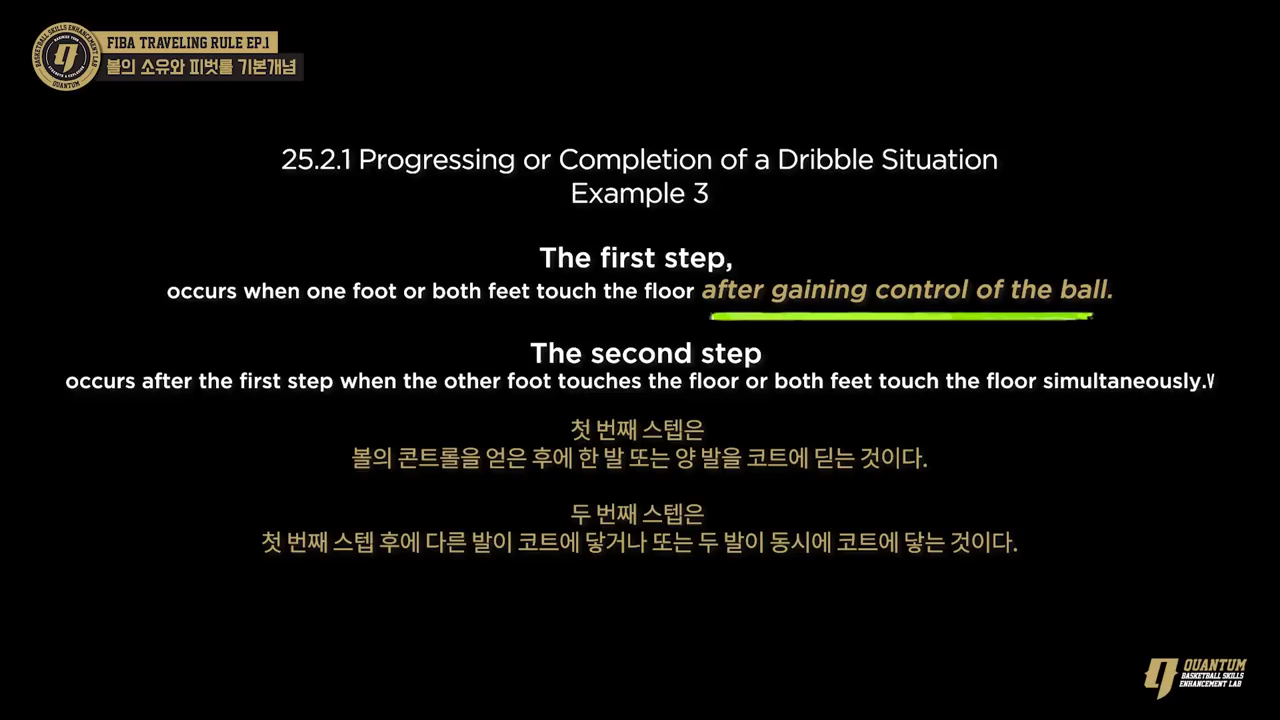 BASKETBALL SKILLS ENHANCEMENT LAB
QUANTUM
FIBA TRAVELING RULE EP.1
볼의 소유와 피벗룰 기본개념
25.2.1 Progressing or Completion of a Dribble Situation
Example 3
The first step,
occurs when one foot or both feet touch the floor after gaining control of the ball.
The second step
occurs after the first step when the other foot touches the floor or both feet touch the floor simultaneously.
첫 번째 스텝은
볼의 콘트롤을 얻은 후에 한 발 또는 양 발을 코트에 딛는 것이다.
두 번째 스텝은
첫 번째 스텝 후에 다른 발이 코트에 닿거나 또는 두 발이 동시에 코트에 닿는 것이다.
QUANTUM
BASKETBALL SKILLS
ENHANCEMENT LAB